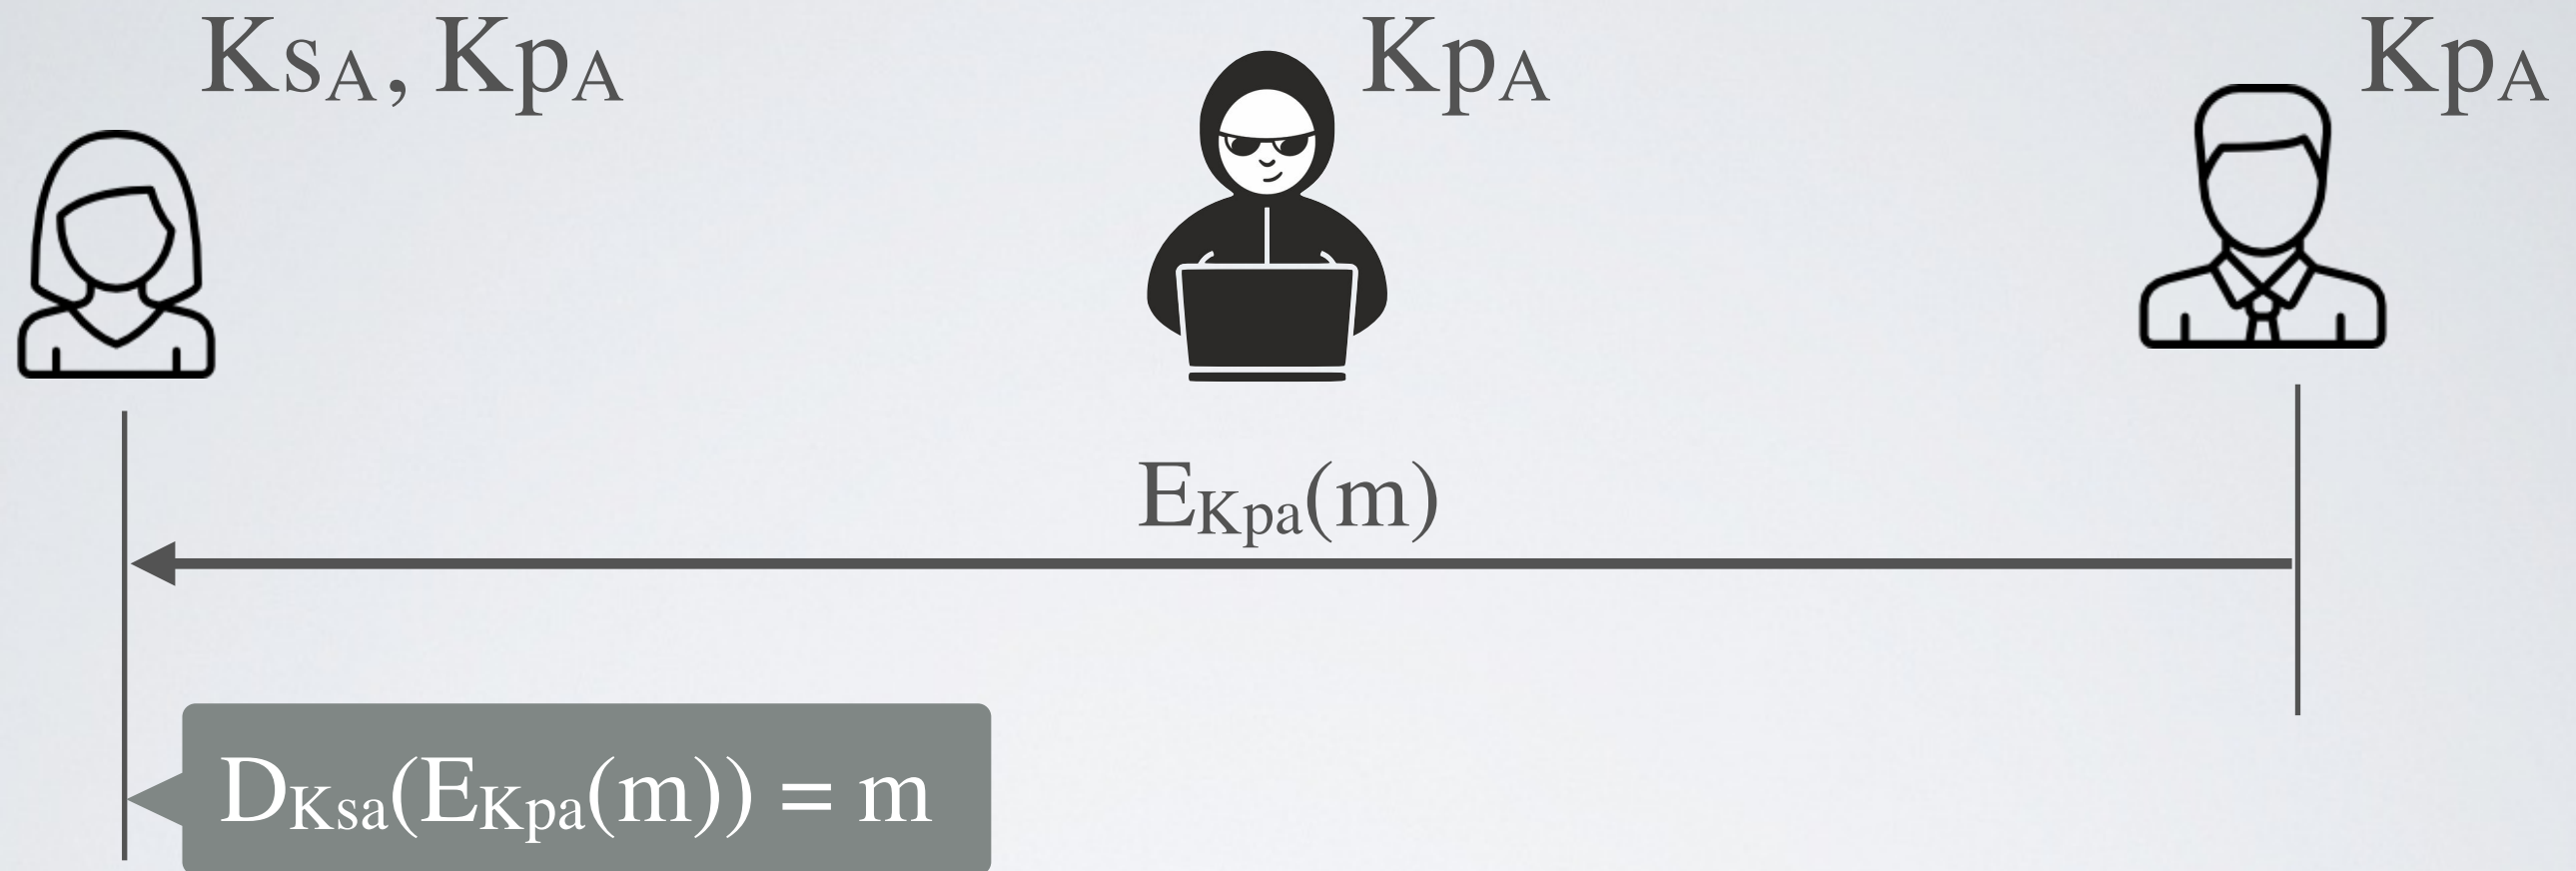 KsA, KpA
KpA
KpA
EKpa(m)
DKsa(EKpa(m)) = m